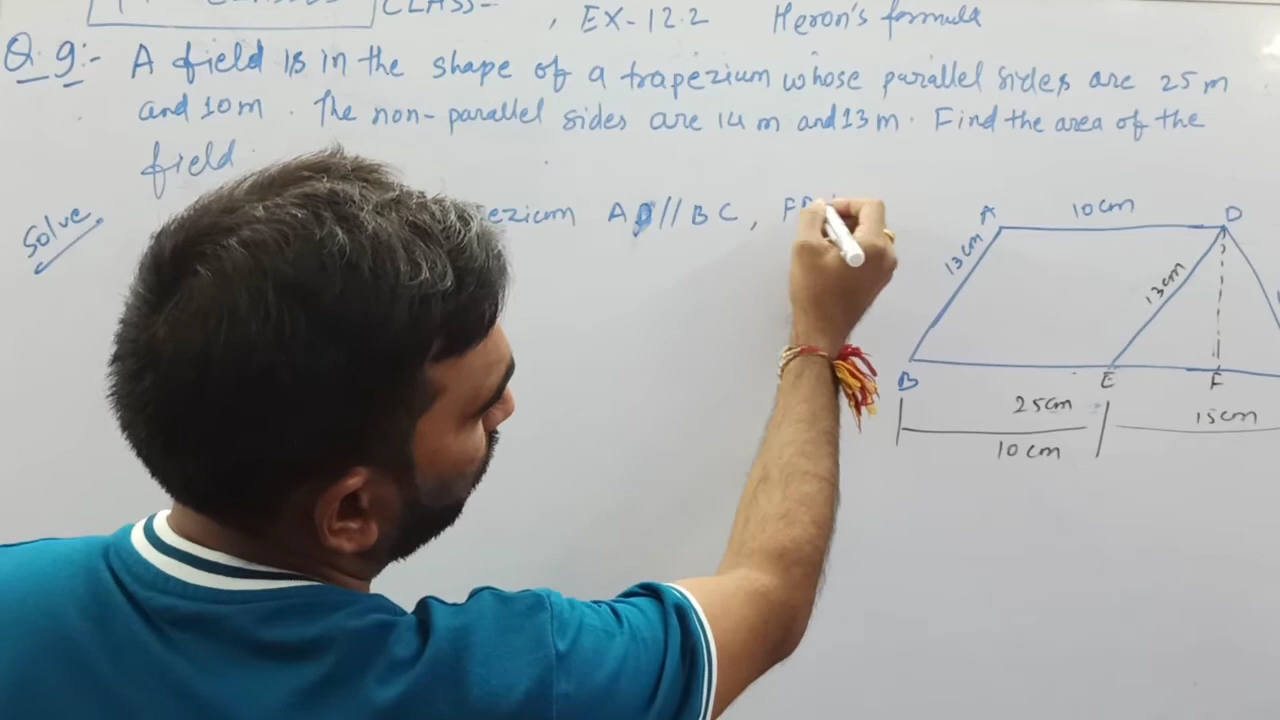 CLASS-
, EX-12.2 Heron's formula
Q.9:- A field is in the shape of a trapezium whose parallel sides are 25 m
and 10m. The non-parallel sides are 14 m and 13 m. Find the area of the
field.
Solve
ezium AD//BC,
A 10cm D
13cm 13cm
B E F
25cm 15cm
10 cm